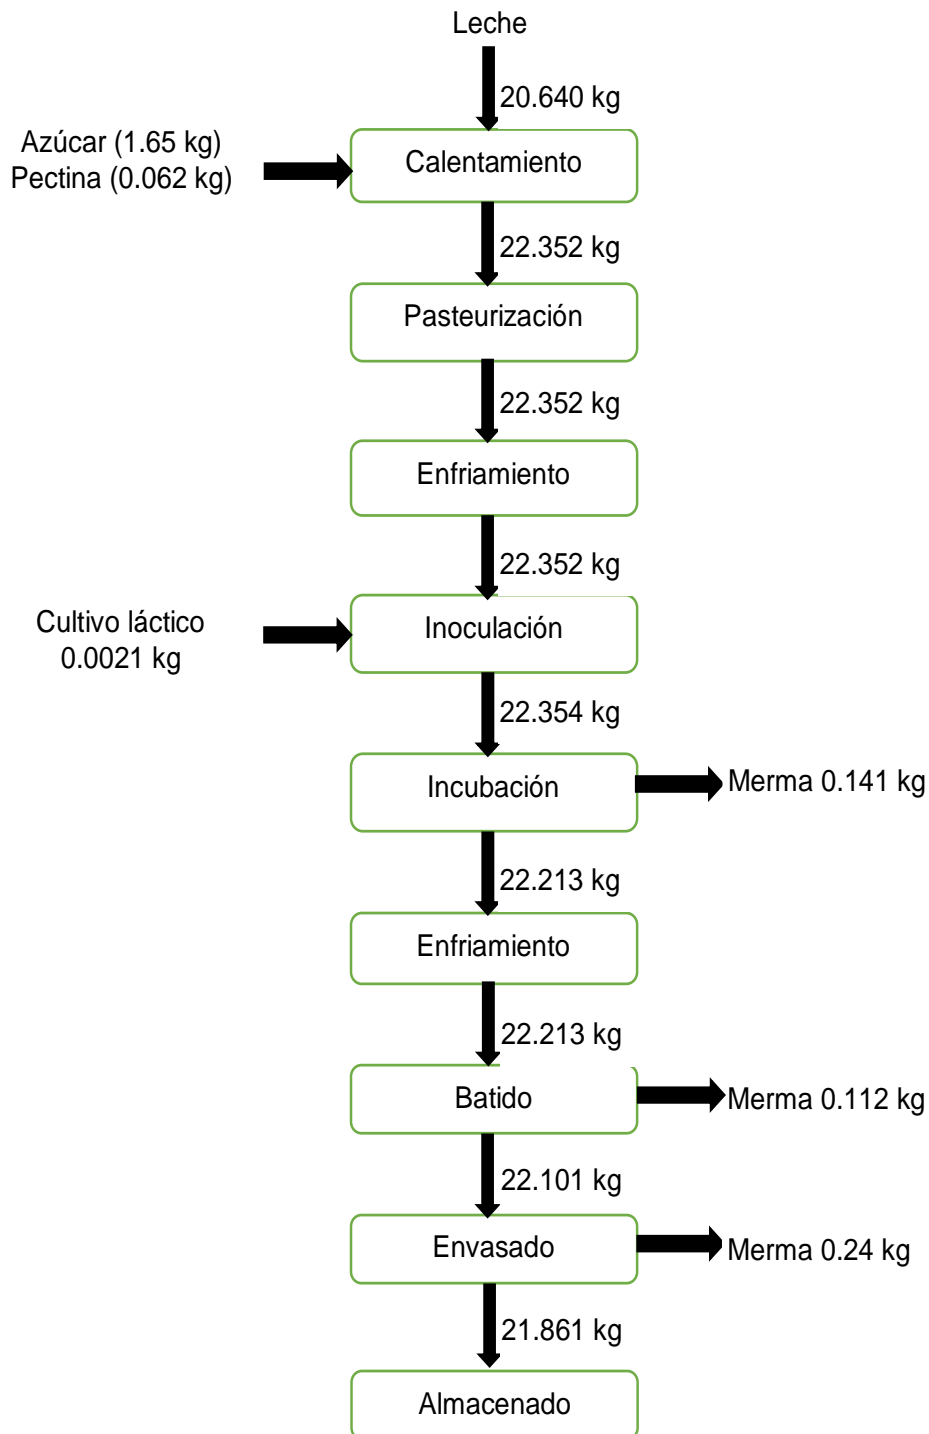 Leche
20.640 kg
Azúcar (1.65 kg)
Pectina (0.062 kg)
Calentamiento
22.352 kg
Pasteurización
22.352 kg
Enfriamiento
22.352 kg
Cultivo láctico
0.0021 kg
Inoculación
22.354 kg
Incubación
Merma 0.141 kg
22.213 kg
Enfriamiento
22.213 kg
Batido
Merma 0.112 kg
22.101 kg
Envasado
Merma 0.24 kg
21.861 kg
Almacenado